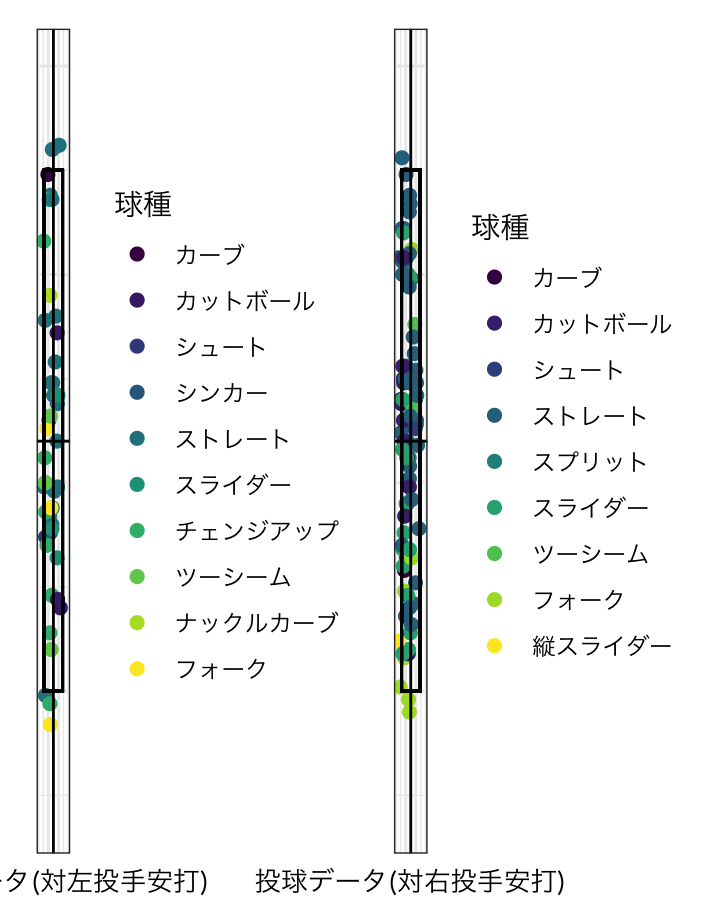 球種
カーブ
カットボール
シュート
シンカー
ストレート
スライダー
チェンジアップ
ツーシーム
ナックルカーブ
フォーク
球種
カーブ
カットボール
シュート
ストレート
スプリット
スライダー
ツーシーム
フォーク
縦スライダー
ータ(対左投手安打)
投球データ(対右投手安打)